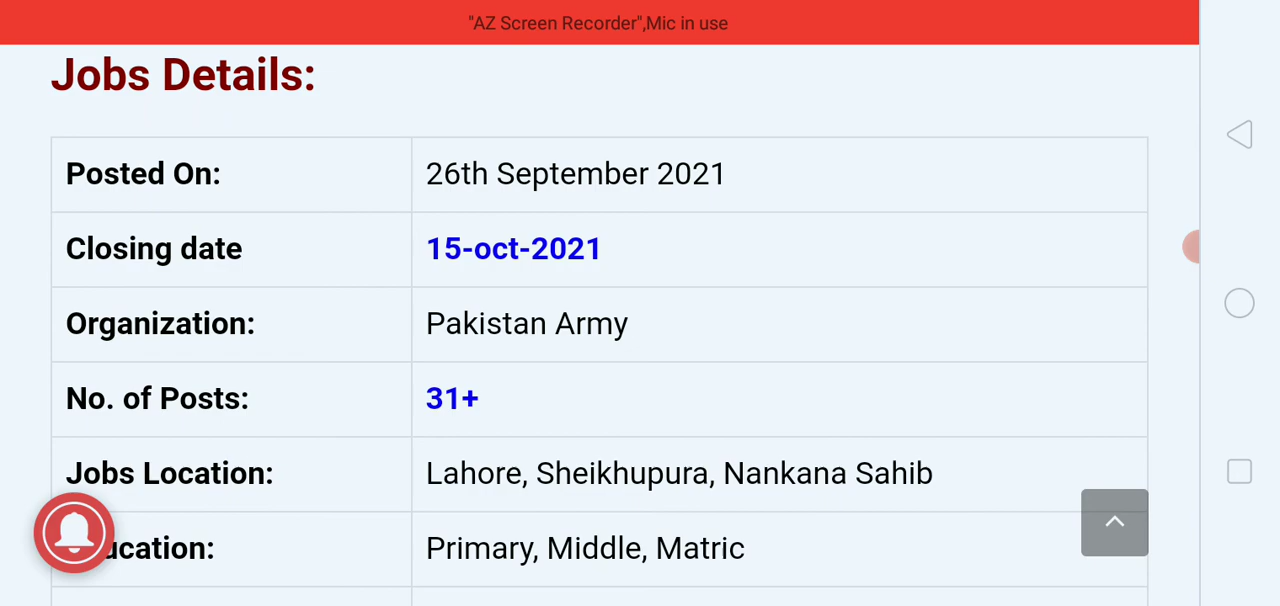 "AZ Screen Recorder",Mic in use
Jobs Details:
Posted On: 26th September 2021
Closing date 15-oct-2021
Organization: Pakistan Army
No. of Posts: 31+
Jobs Location: Lahore, Sheikhupura, Nankana Sahib
ucation: Primary, Middle, Matric